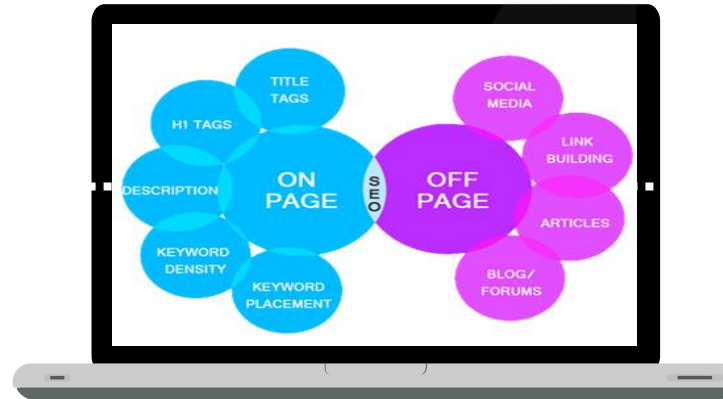 TITLE
TAGS
H1 TAGS
DESCRIPTION
KEYWORD
DENSITY
KEYWORD
PLACEMENT
ON
PAGE
SEO
OFF
PAGE
SOCIAL
MEDIA
LINK
BUILDING
ARTICLES
BLOG/
FORUMS